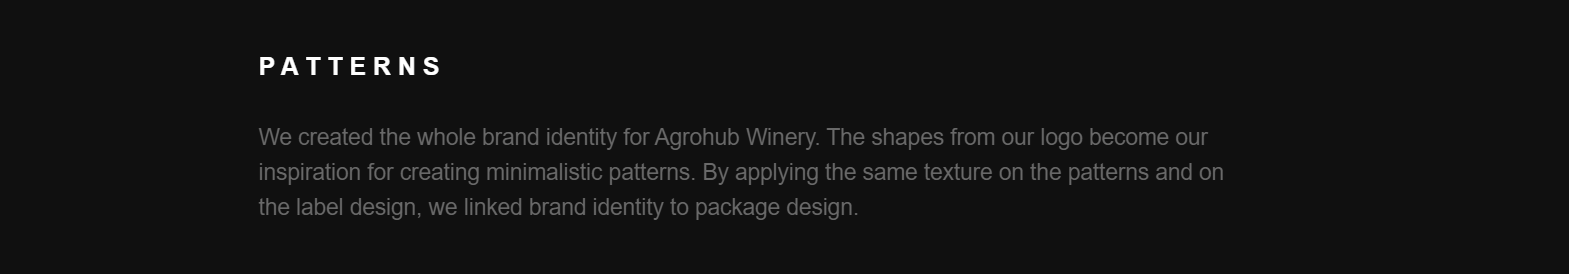 PATTERNS
We created the whole brand identity for Agrohub Winery. The shapes from our logo become our
inspiration for creating minimalistic patterns. By applying the same texture on the patterns and on
the label design, we linked brand identity to package design.